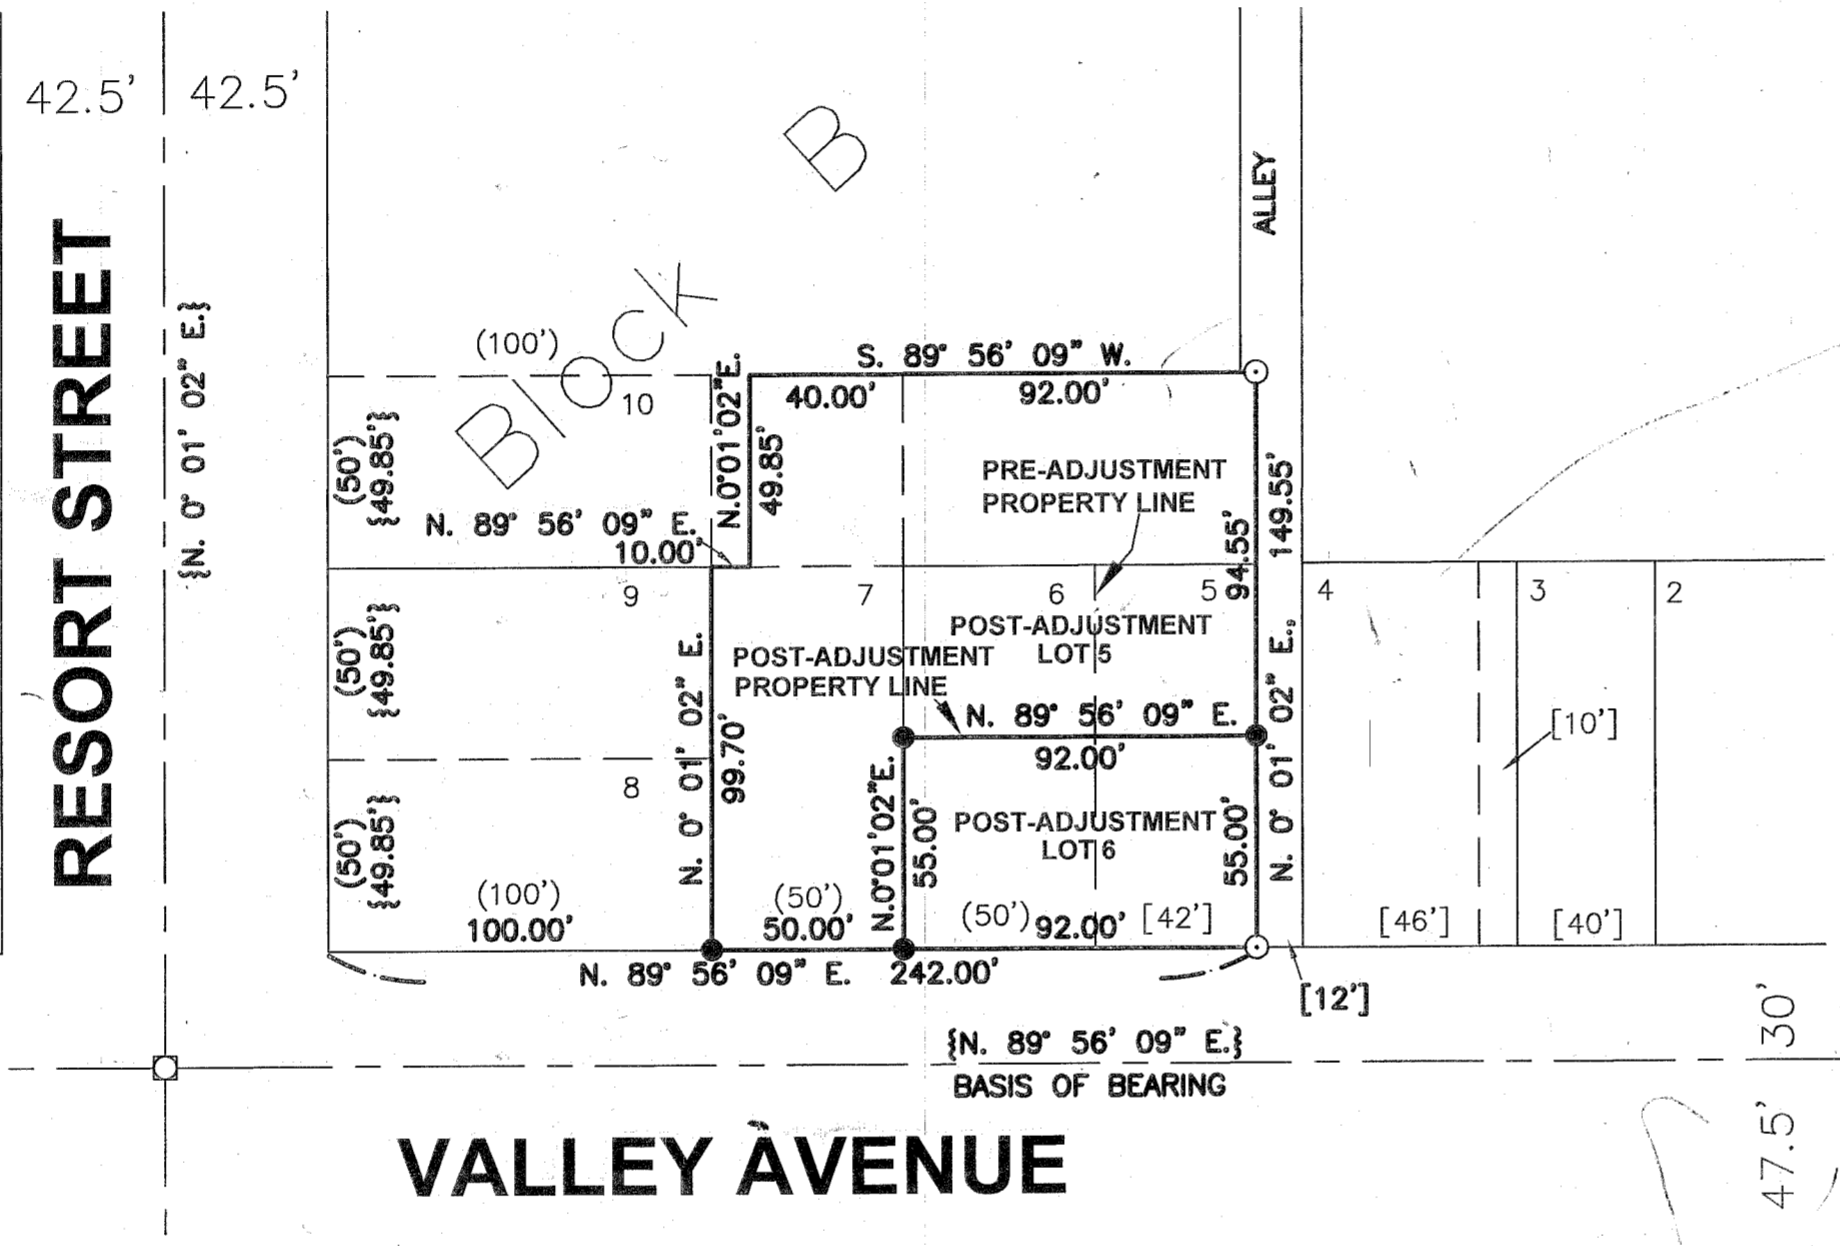 42.5'
42.5'
RESORT STREET
{N. 0° 01' 02" E.}
Block B
ALLEY
(100')
10
(50')
{49.85'}
N. 89° 56' 09" E.
10.00'
N.0°01'02"E.
49.85'
S. 89° 56' 09" W.
40.00'
92.00'
PRE-ADJUSTMENT
PROPERTY LINE
94.55'
N. 0° 01' 02" E., 149.55'
9
7
6
5
4
3
2
(50')
{49.85'}
POST-ADJUSTMENT
LOT 5
POST-ADJUSTMENT
PROPERTY LINE
N. 0° 01' 02" E.
99.70'
N. 89° 56' 09" E.
92.00'
[10']
8
(50')
{49.85'}
N.0°01'02"E.
55.00'
POST-ADJUSTMENT
LOT 6
55.00'
(100')
100.00'
(50')
50.00'
(50')
92.00'
[42']
[46']
[40']
N. 89° 56' 09" E. 242.00'
[12']
{N. 89° 56' 09" E.}
BASIS OF BEARING
30'
47.5'
VALLEY AVENUE